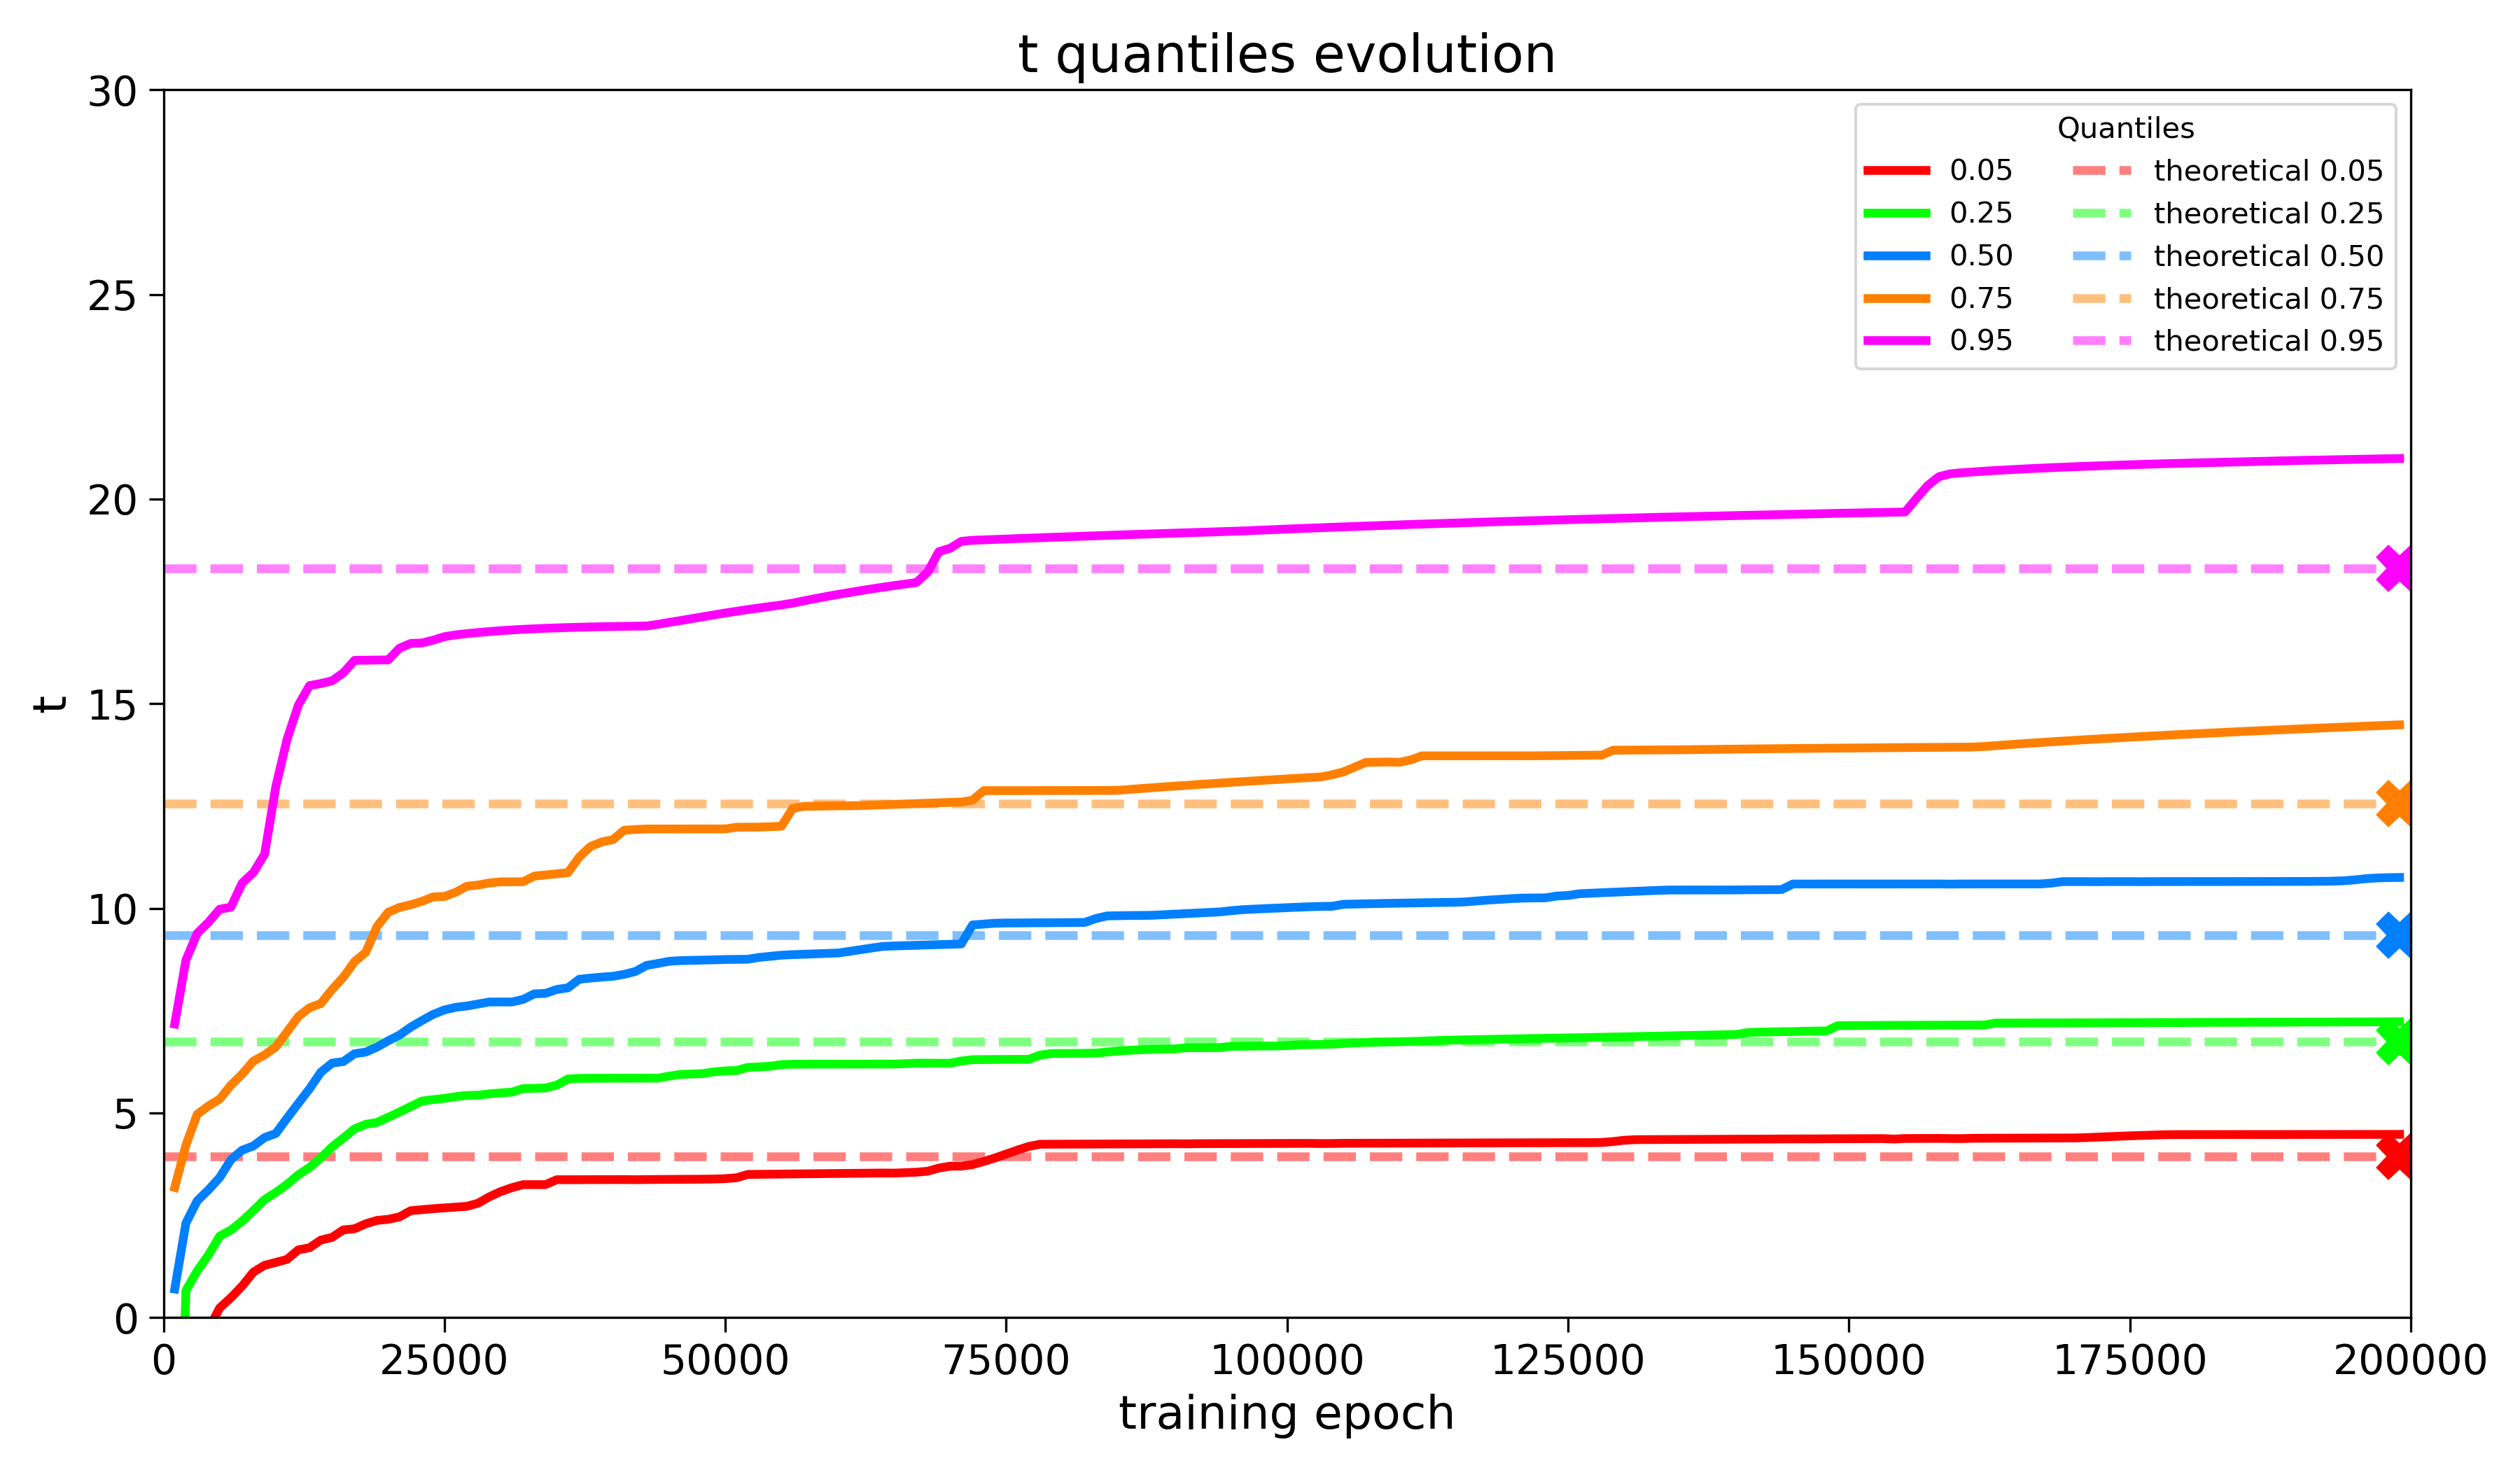 t quantiles evolution
30
25
20
15
10
5
0
t
Quantiles
0.05 theoretical 0.05
0.25 theoretical 0.25
0.50 theoretical 0.50
0.75 theoretical 0.75
0.95 theoretical 0.95
0 25000 50000 75000 100000 125000 150000 175000 200000
training epoch